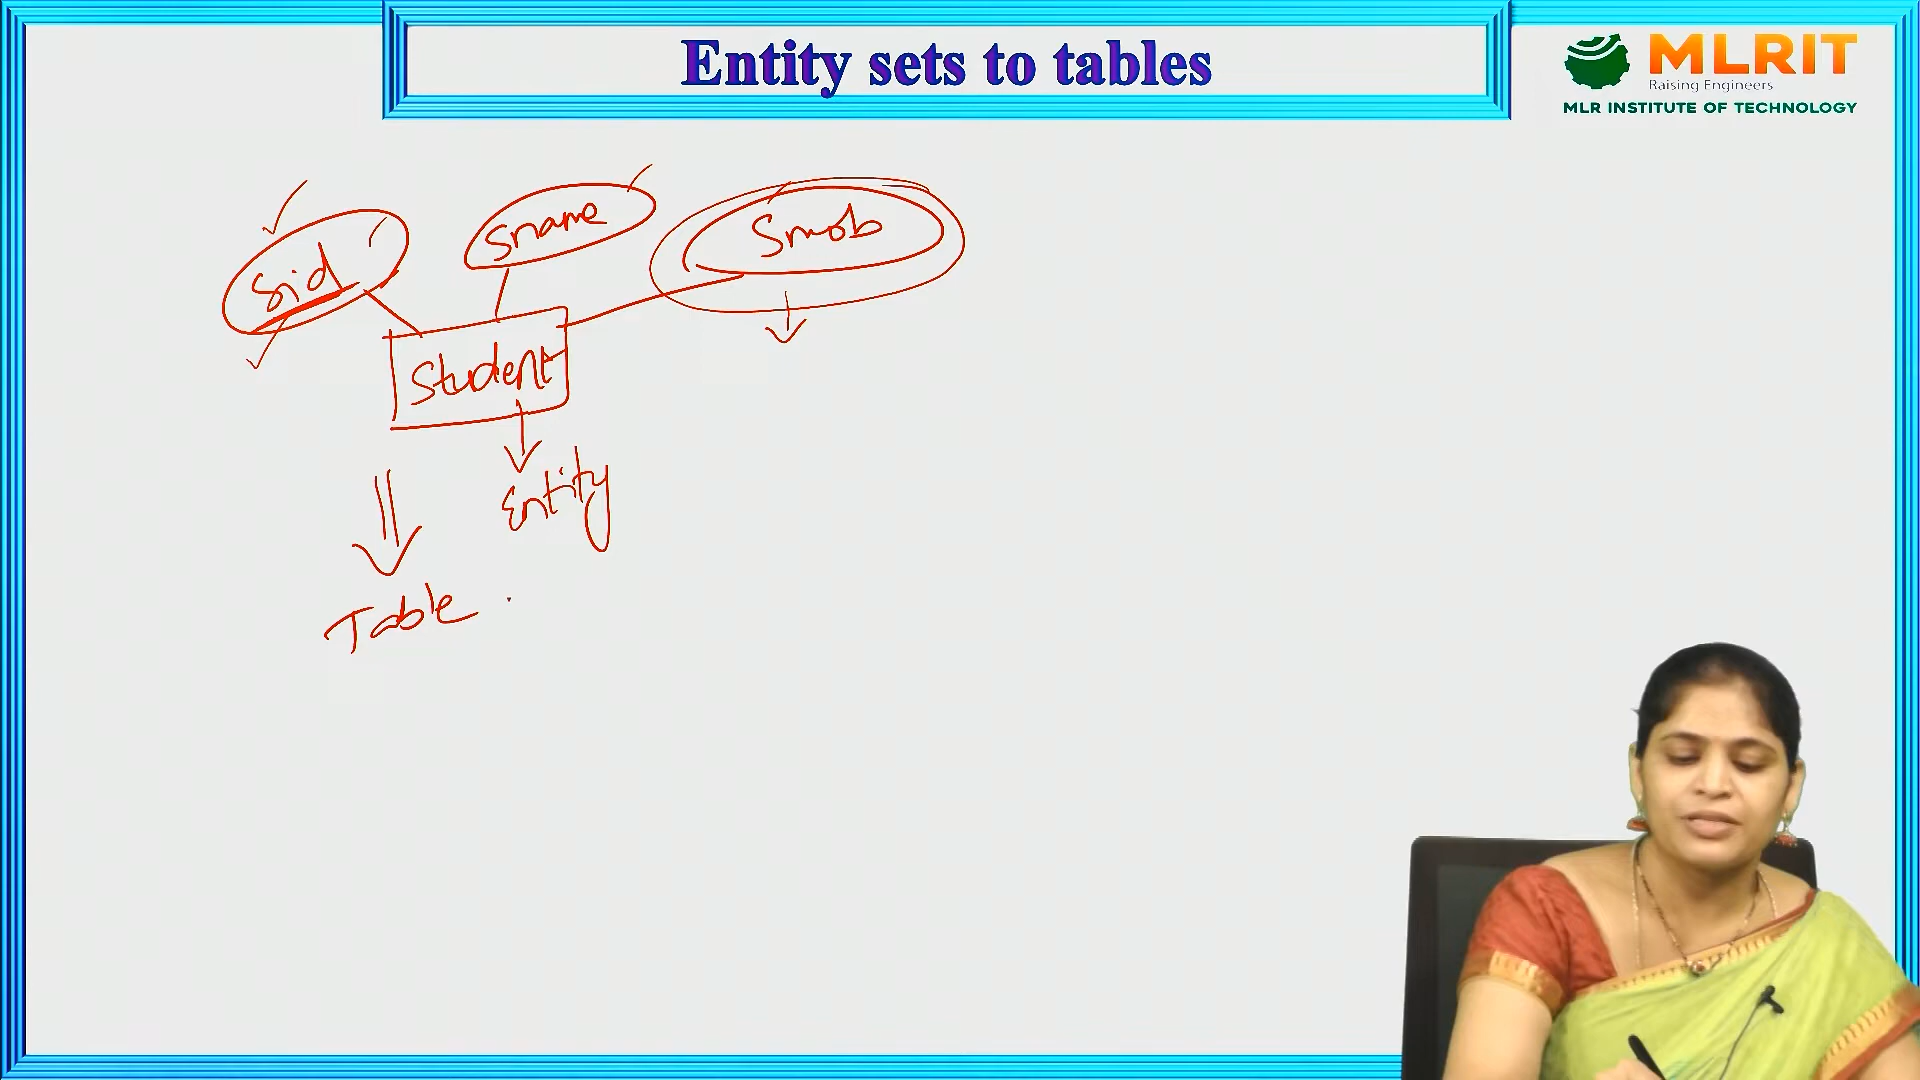 Entity sets to tables
MLRIT
Raising Engineers
MLR INSTITUTE OF TECHNOLOGY
Sid
Sname
Smob
Student
Entity
Table